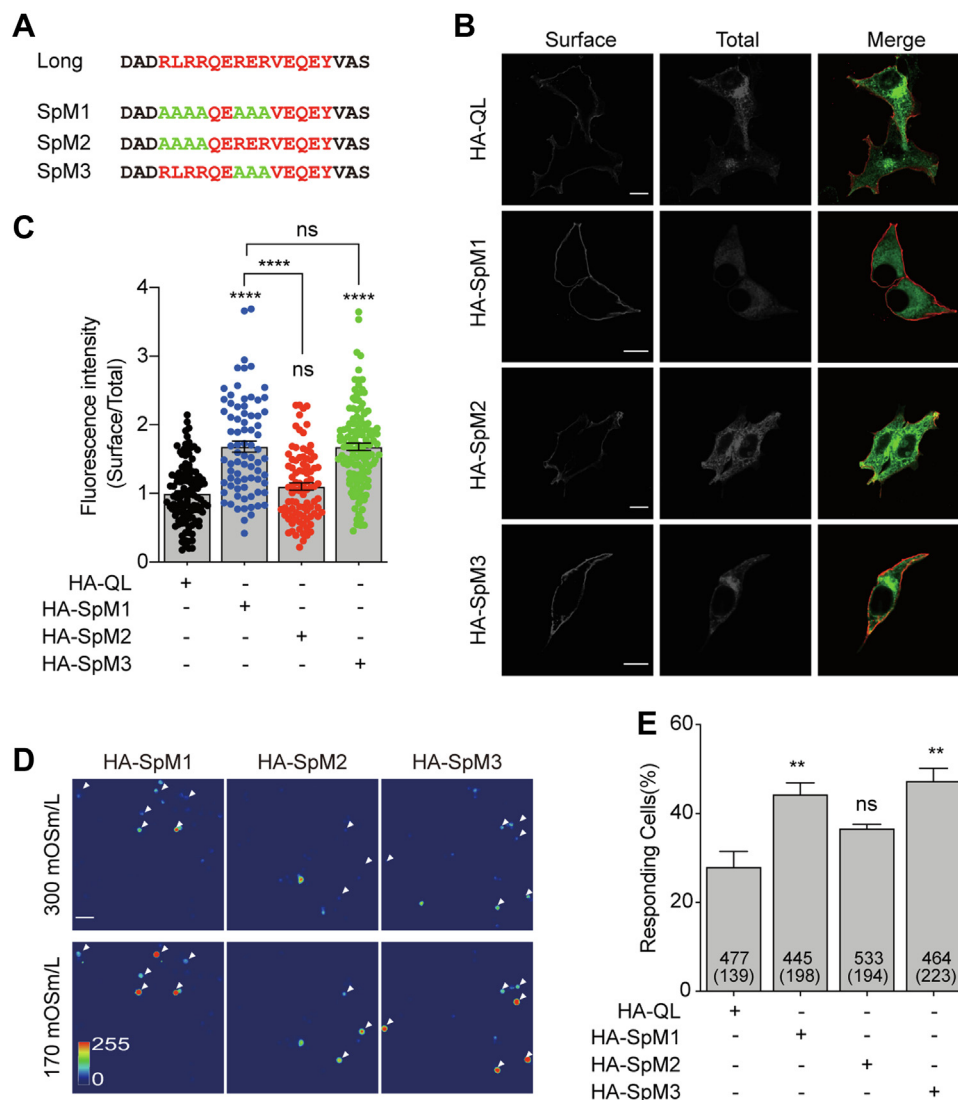 A
Long DADRLRRQERERVEQEYVAS
SpM1 DADAAAAQEAAAVEQEYVAS
SpM2 DADAAAAQERERVEQEYVAS
SpM3 DADRLRRQEAAAVEQEYVAS
B
Surface Total Merge
HA-QL
HA-SpM1
HA-SpM2
HA-SpM3
C
ns
****
**** ns ****
Fluorescence intensity
(Surface/Total)
4
3
2
1
0
HA-QL + - - -
HA-SpM1 - + - -
HA-SpM2 - - + -
HA-SpM3 - - - +
D
HA-SpM1 HA-SpM2 HA-SpM3
300 mOSm/L
170 mOSm/L
255
0
E
Responding Cells(%)
60
40
20
0
** ns **
477 445 533 464
(139) (198) (194) (223)
HA-QL + - - -
HA-SpM1 - + - -
HA-SpM2 - - + -
HA-SpM3 - - - +